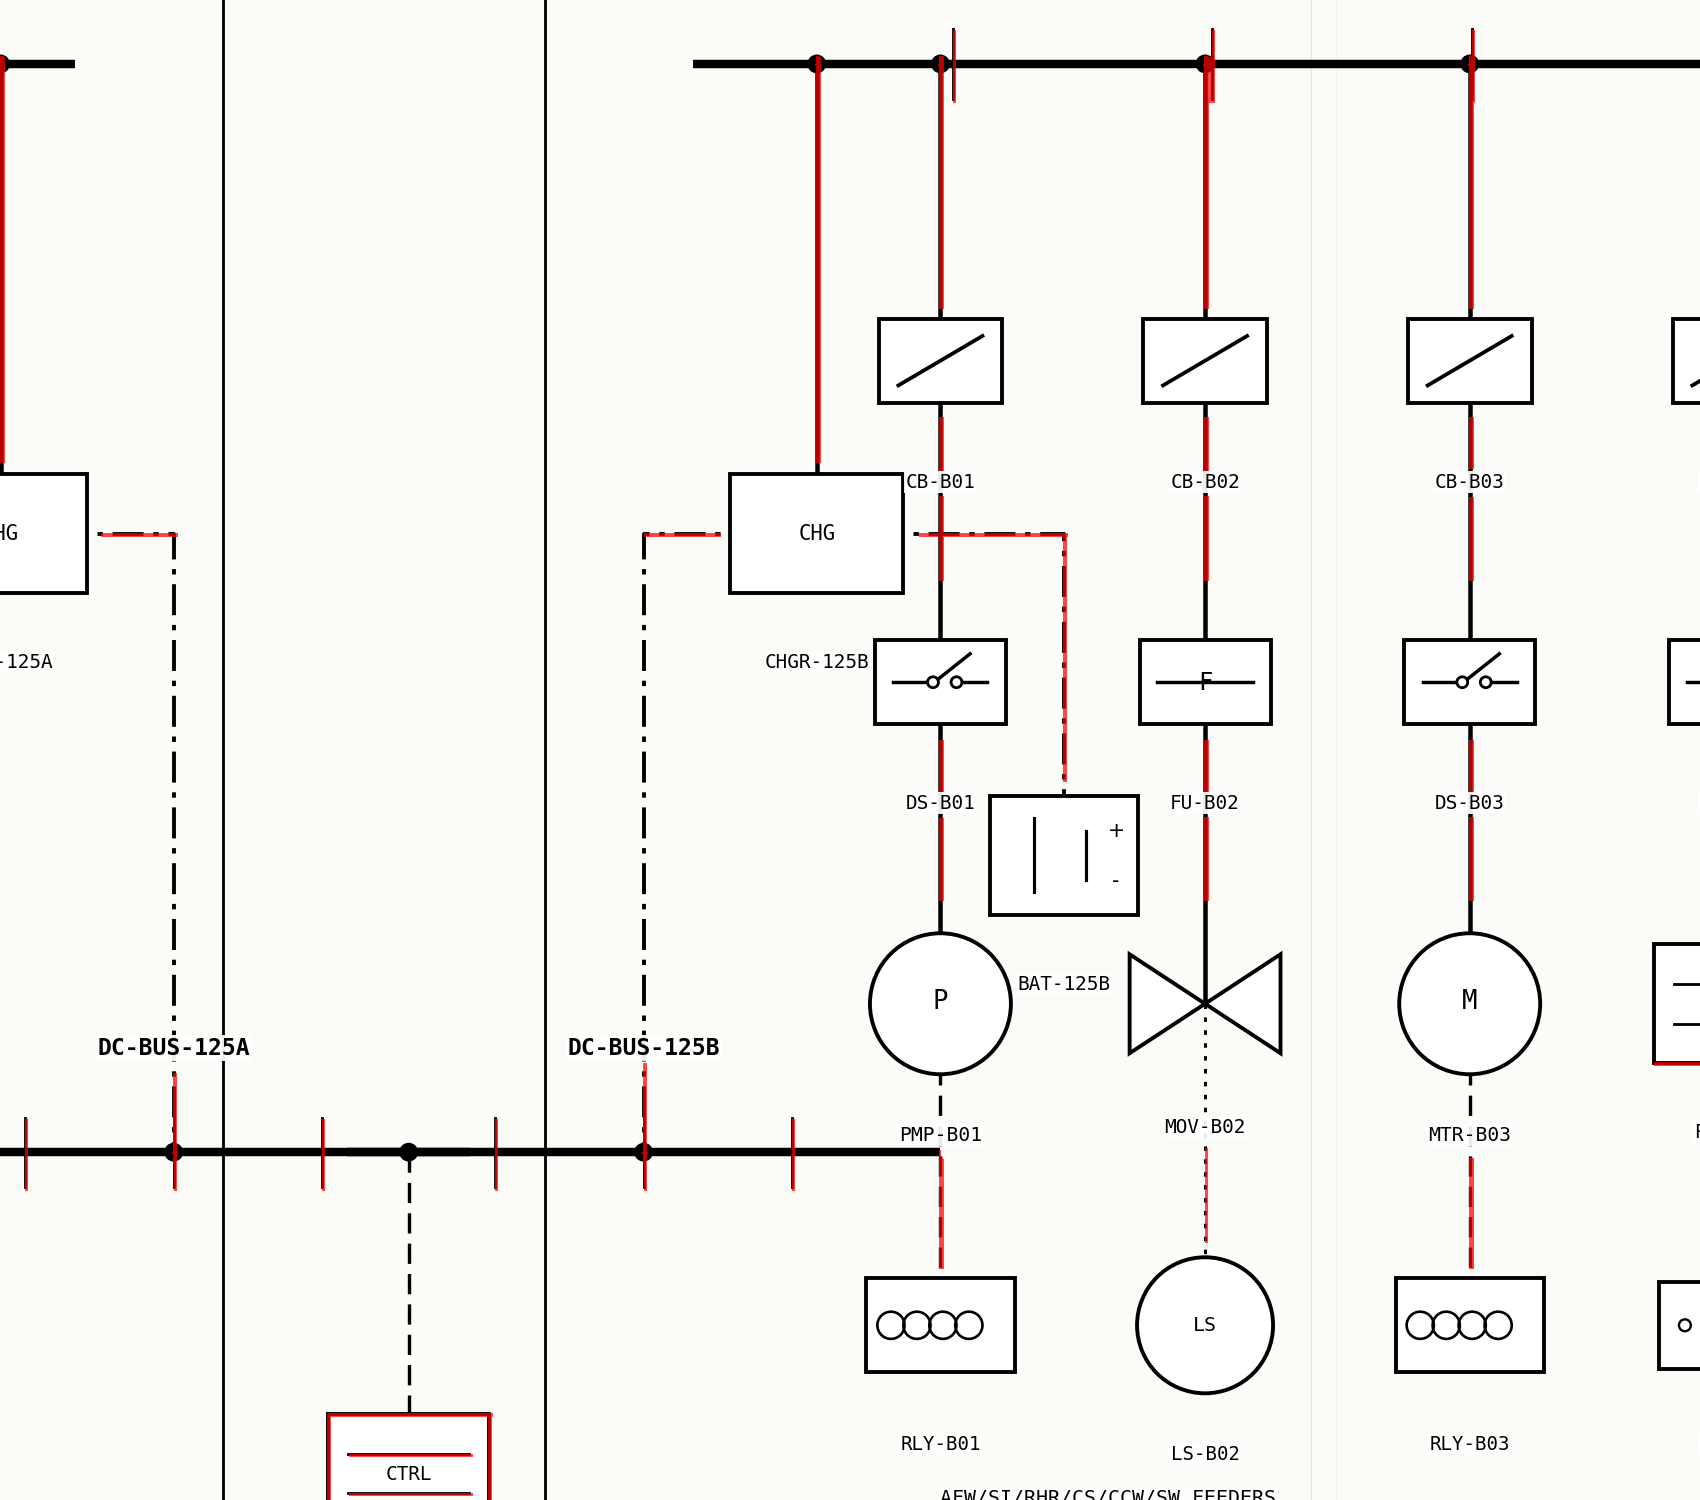 CB-B01
CB-B02
CB-B03
HG
CHG
-125A
CHGR-125B
F
DS-B01
FU-B02
DS-B03
+
-
P
BAT-125B
M
DC-BUS-125A
DC-BUS-125B
PMP-B01
MOV-B02
MTR-B03
LS
RLY-B01
LS-B02
RLY-B03
CTRL
AFW/SI/RHR/CS/CCW/SW FEEDERS